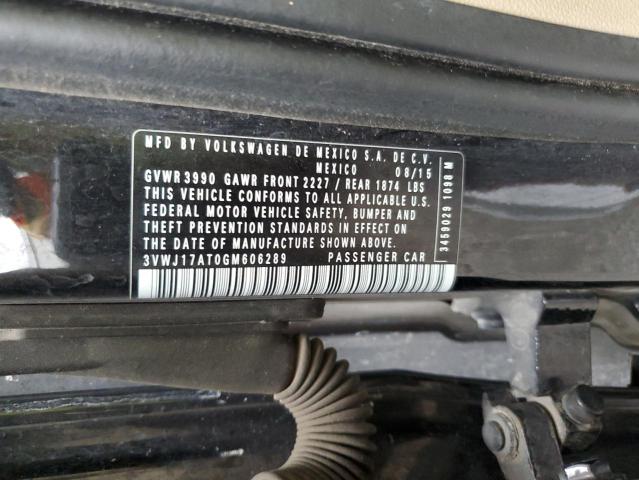 MFD BY VOLKSWAGEN DE MEXICO S.A. DE C.V.
MEXICO 08/15
GVWR 3990 GAWR FRONT 2227 / REAR 1874 LBS
THIS VEHICLE CONFORMS TO ALL APPLICABLE U.S.
FEDERAL MOTOR VEHICLE SAFETY, BUMPER AND
THEFT PREVENTION STANDARDS IN EFFECT ON
THE DATE OF MANUFACTURE SHOWN ABOVE.
3VWJ17AT0GM606289 PASSENGER CAR
3459029 1098 M